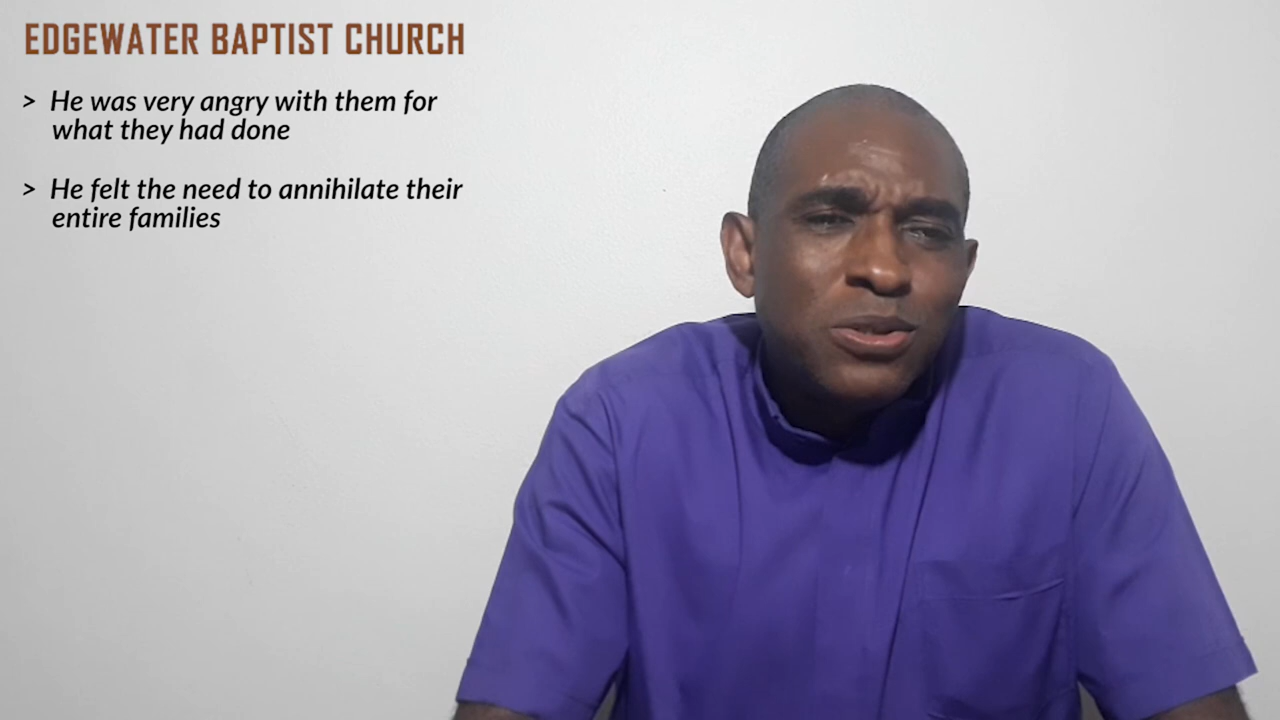 EDGEWATER BAPTIST CHURCH
> He was very angry with them for
what they had done
> He felt the need to annihilate their
entire families